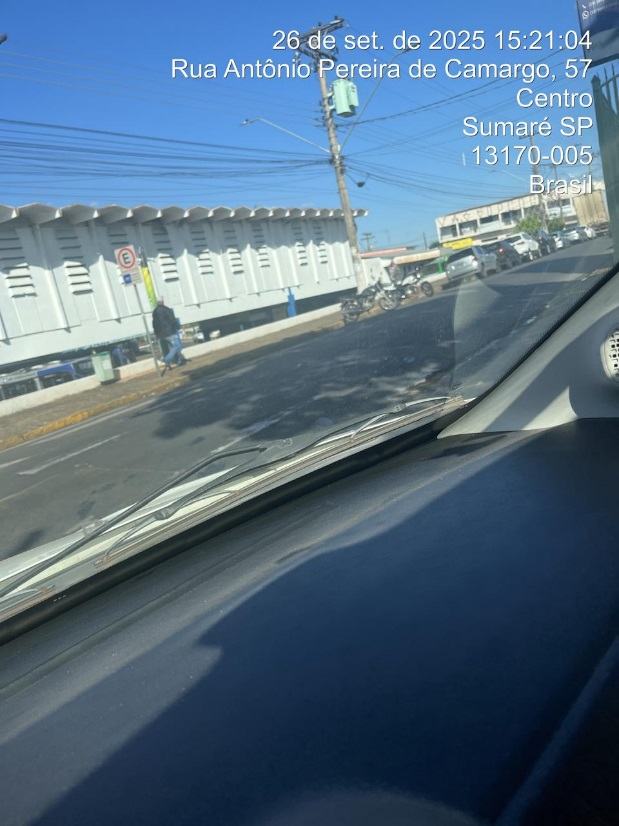 26 de set. de 2025 15:21:04
Rua Antônio Pereira de Camargo, 57
Centro
Sumaré SP
13170-005
Brasil
E